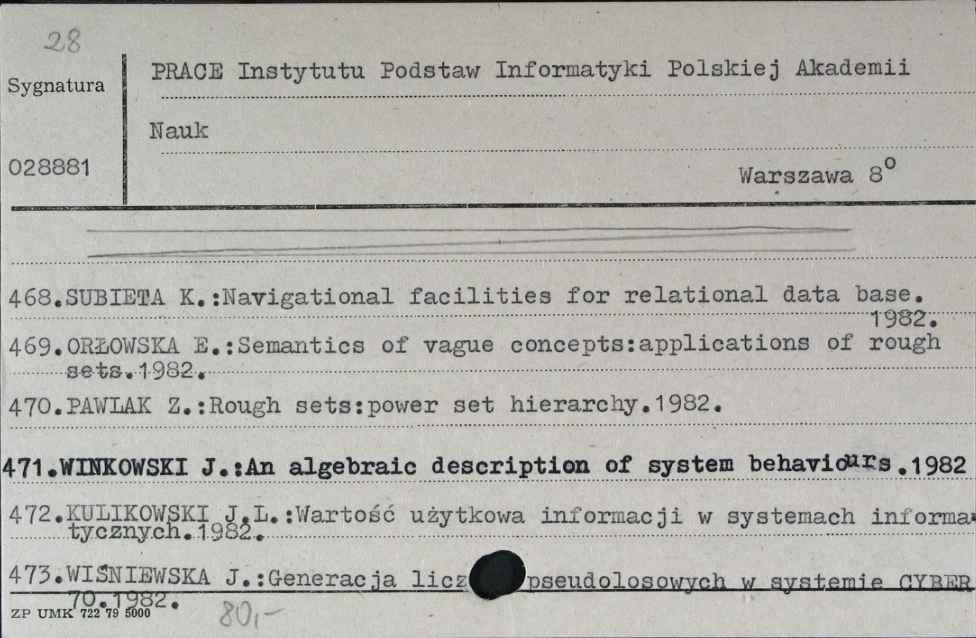 28
PRACE Instytutu Podstaw Informatyki Polskiej Akademii
Sygnatura
Nauk
028881
Warszawa 8°
468.SUBIETA K.:Navigational facilities for relational data base.
1982.
469.ORŁOWSKA E.:Semantics of vague concepts:applications of rough
sets.1982.
470.PAWLAK Z.:Rough sets:power set hierarchy.1982.
471.WINKOWSKI J.:An algebraic description of system behaviours.1982
472.KULIKOWSKI J.L.:Wartość użytkowa informacji w systemach informa-
tycznych.1982.
473.WIŚNIEWSKA J.:Generacja licz pseudolosowych w systemie CYBER
70.1982.
ZP UMK 722 79 5000
80,-